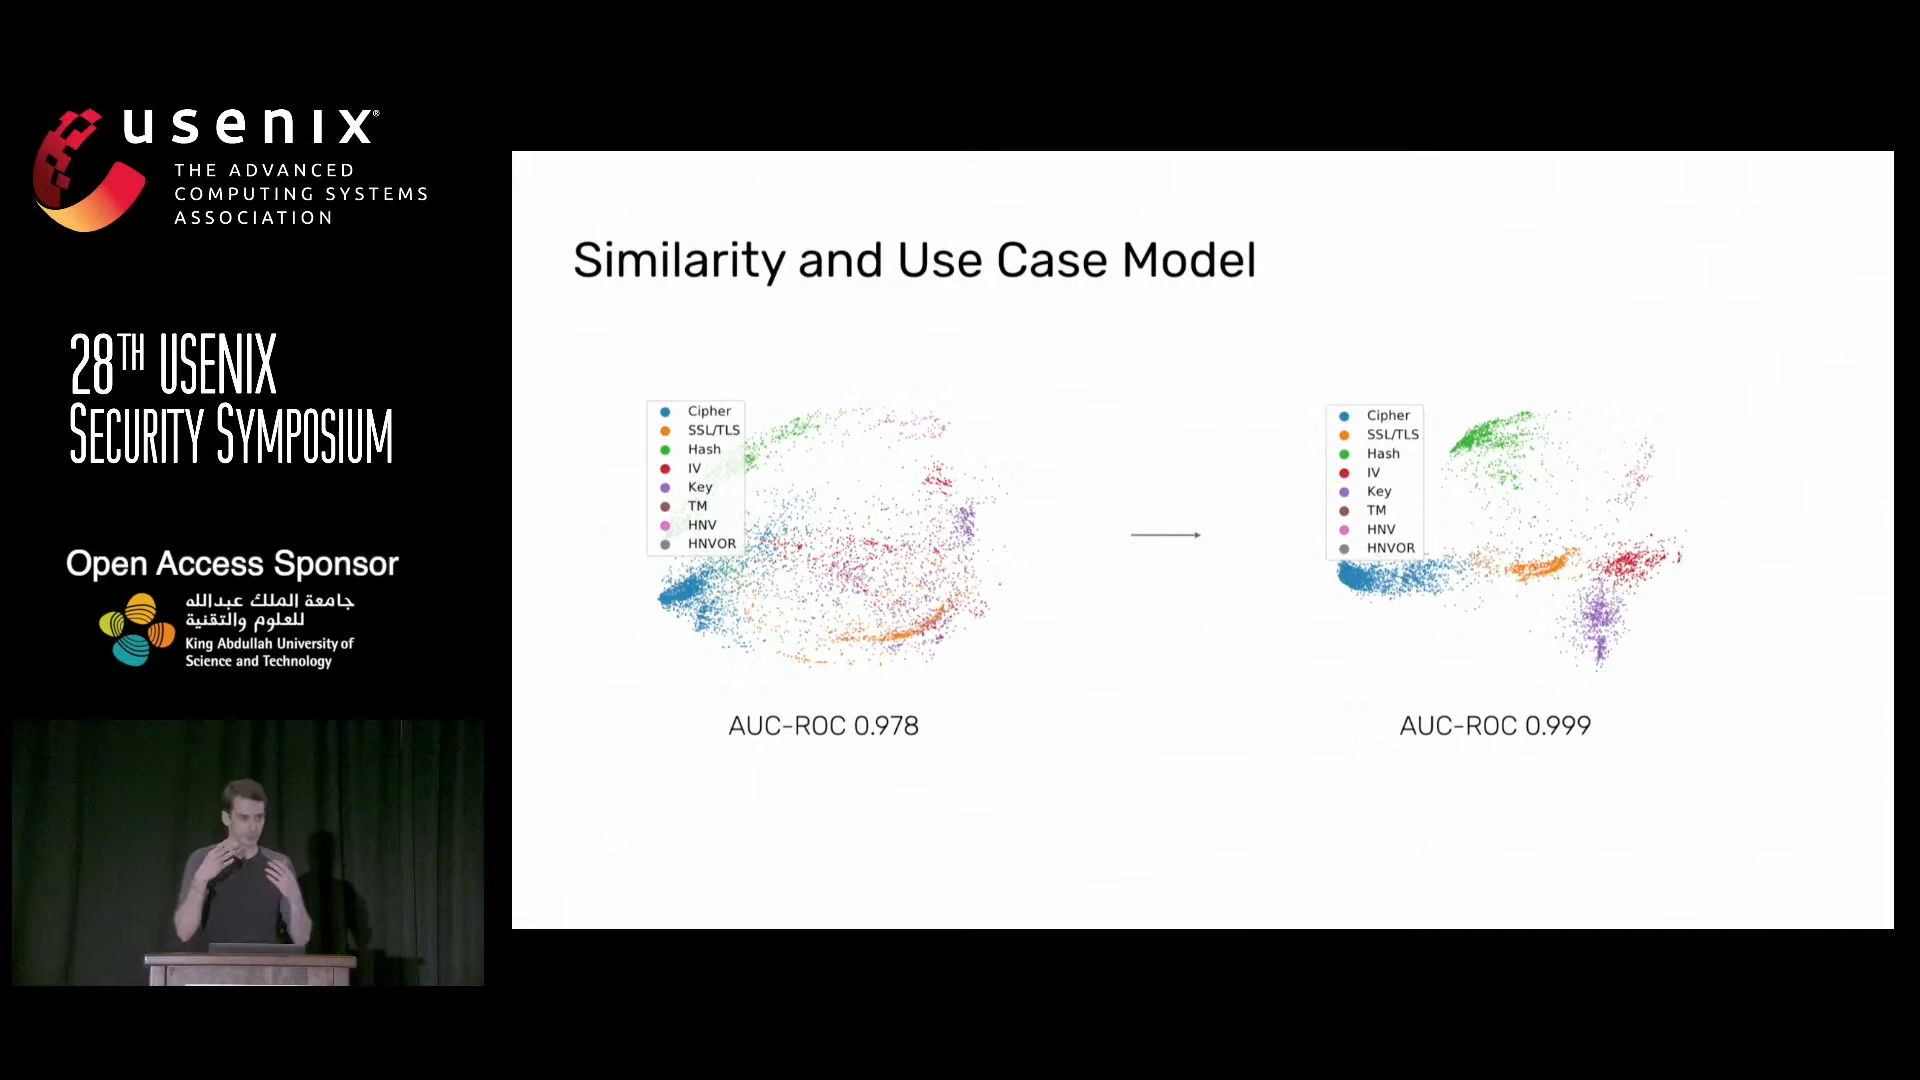 usenix®
THE ADVANCED
COMPUTING SYSTEMS
ASSOCIATION
28TH USENIX
SECURITY SYMPOSIUM
Open Access Sponsor
جامعة الملك عبدالله
للعلوم والتقنية
King Abdullah University of
Science and Technology
Similarity and Use Case Model
Cipher
SSL/TLS
Hash
IV
Key
TM
HNV
HNVOR
AUC-ROC 0.978
Cipher
SSL/TLS
Hash
IV
Key
TM
HNV
HNVOR
AUC-ROC 0.999